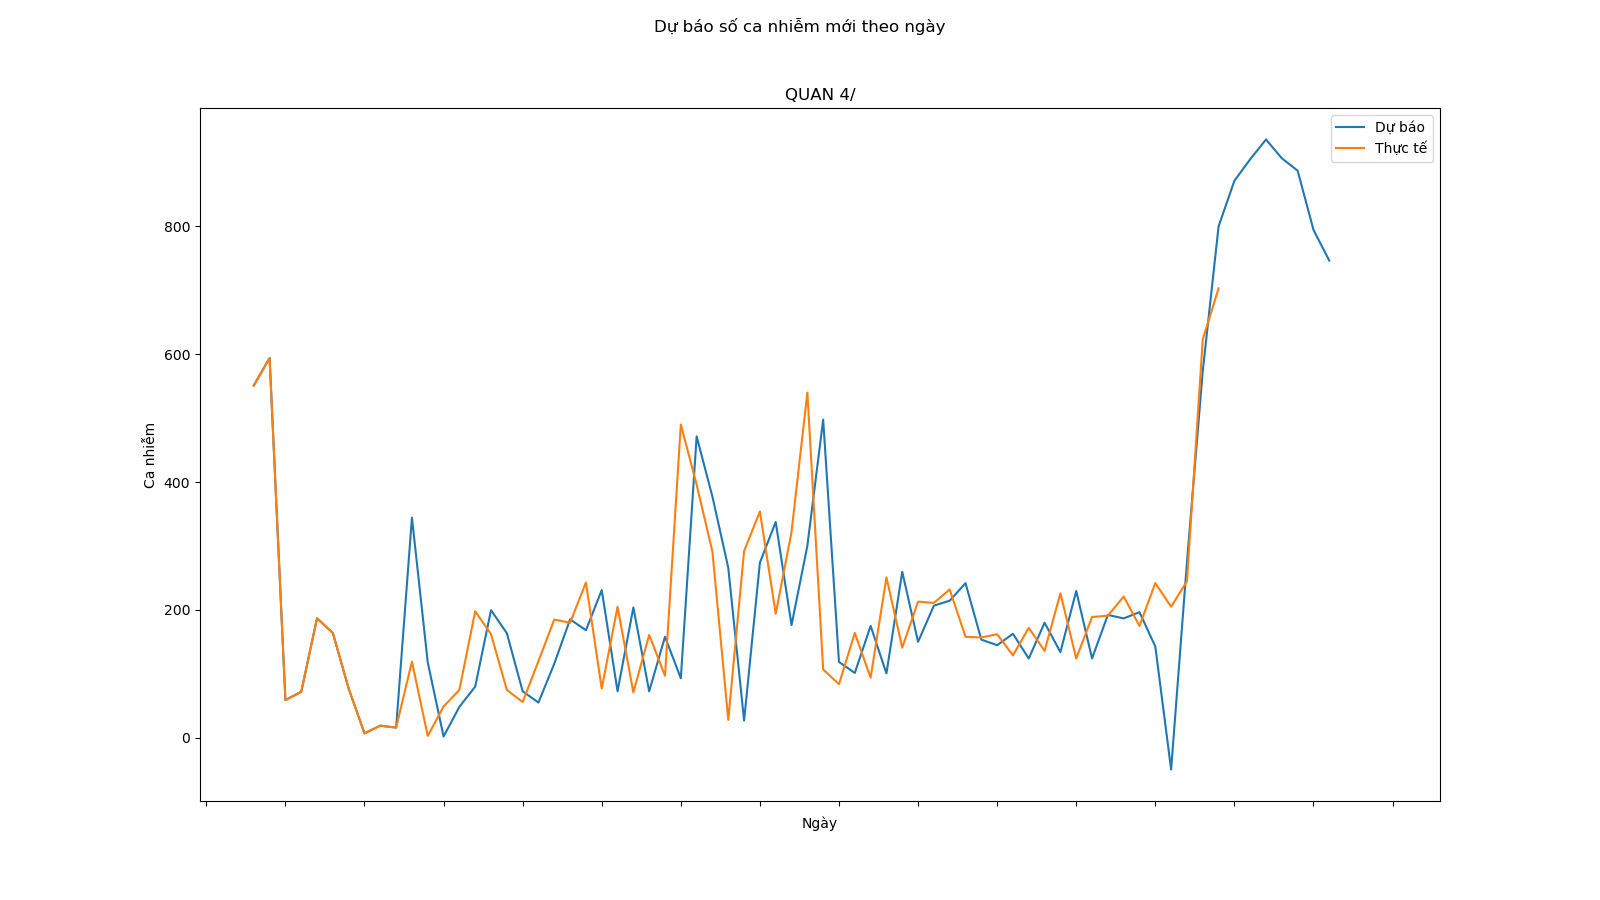 Dự báo số ca nhiễm mới theo ngày
QUAN 4/
Dự báo
Thực tế
800
600
400
200
0
Ca nhiễm
Ngày